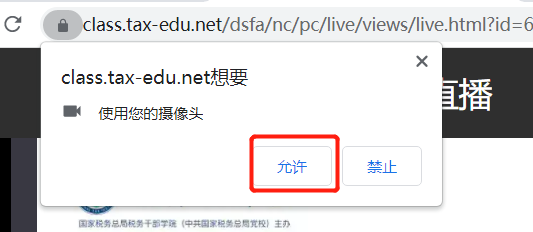 class.tax-edu.net/dsfa/nc/pc/live/views/live.html?id=6
class.tax-edu.net想要
直播
使用您的摄像头
允许 禁止
国家税务总局税务干部学院（中共国家税务总局党校）主办